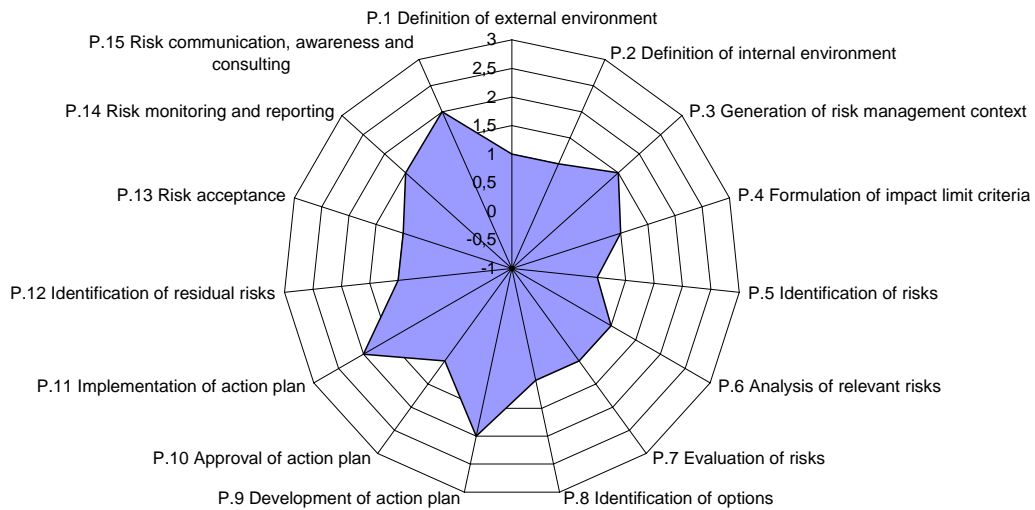 P.1 Definition of external environment
P.15 Risk communication, awareness and
consulting
3
P.2 Definition of internal environment
2,5
P.14 Risk monitoring and reporting
2
P.3 Generation of risk management context
1,5
1
P.13 Risk acceptance
0,5
P.4 Formulation of impact limit criteria
0
-0,5
-1
P.12 Identification of residual risks
P.5 Identification of risks
P.11 Implementation of action plan
P.6 Analysis of relevant risks
P.10 Approval of action plan
P.7 Evaluation of risks
P.9 Development of action plan
P.8 Identification of options